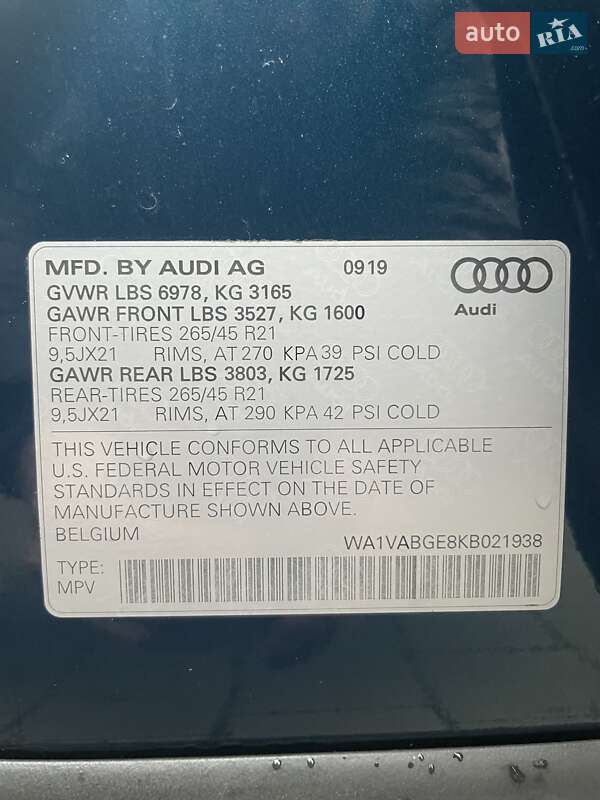 auto RIA .com
MFD. BY AUDI AG 0919
GVWR LBS 6978, KG 3165
GAWR FRONT LBS 3527, KG 1600
Audi
FRONT-TIRES 265/45 R21
9,5JX21 RIMS, AT 270 KPA 39 PSI COLD
GAWR REAR LBS 3803, KG 1725
REAR-TIRES 265/45 R21
9,5JX21 RIMS, AT 290 KPA 42 PSI COLD
THIS VEHICLE CONFORMS TO ALL APPLICABLE
U.S. FEDERAL MOTOR VEHICLE SAFETY
STANDARDS IN EFFECT ON THE DATE OF
MANUFACTURE SHOWN ABOVE.
BELGIUM WA1VABGE8KB021938
TYPE:
MPV